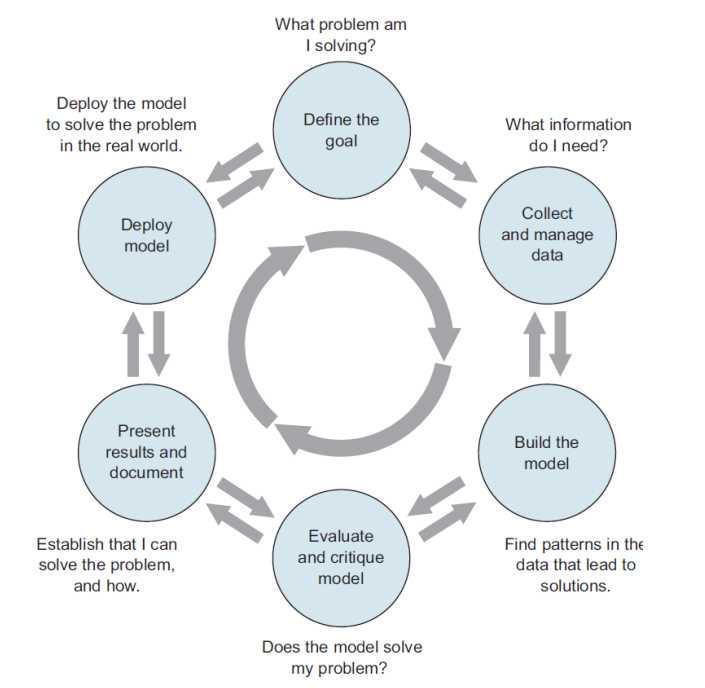 What problem am
I solving?
Define the
goal
What information
do I need?
Collect
and manage
data
Build the
model
Find patterns in the
data that lead to
solutions.
Evaluate
and critique
model
Does the model solve
my problem?
Present
results and
document
Establish that I can
solve the problem,
and how.
Deploy the model
to solve the problem
in the real world.
Deploy
model